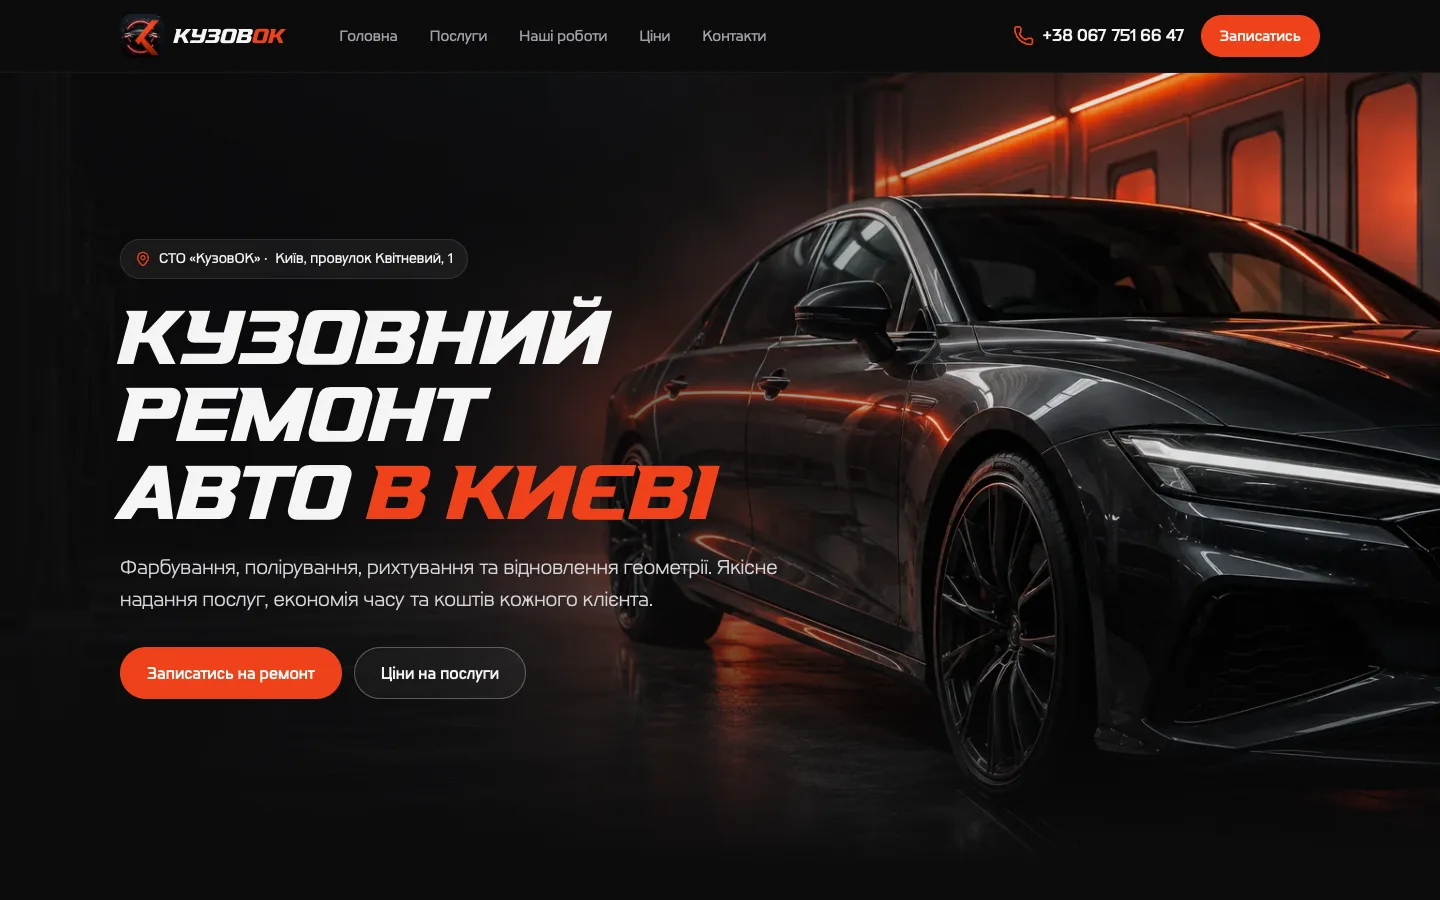 КУЗОВОК
Головна
Послуги
Наші роботи
Ціни
Контакти
+38 067 751 66 47
Записатись
СТО «КузовОК» · Київ, провулок Квітневий, 1
КУЗОВНИЙ
РЕМОНТ
АВТО В КИЄВІ
Фарбування, полірування, рихтування та відновлення геометрії. Якісне
надання послуг, економія часу та коштів кожного клієнта.
Записатись на ремонт
Ціни на послуги